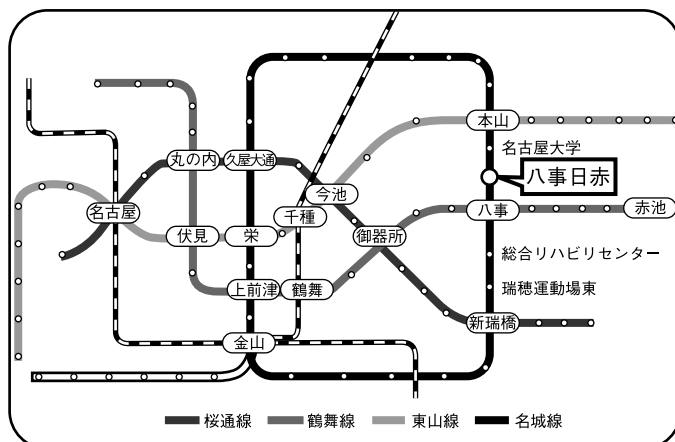 本山
名古屋大学
丸の内
久屋大通
八事日赤
今池
名古屋
千種
八事
赤池
伏見
栄
御器所
総合リハビリセンター
上前津
鶴舞
瑞穂運動場東
新瑞橋
金山
桜通線
鶴舞線
東山線
名城線